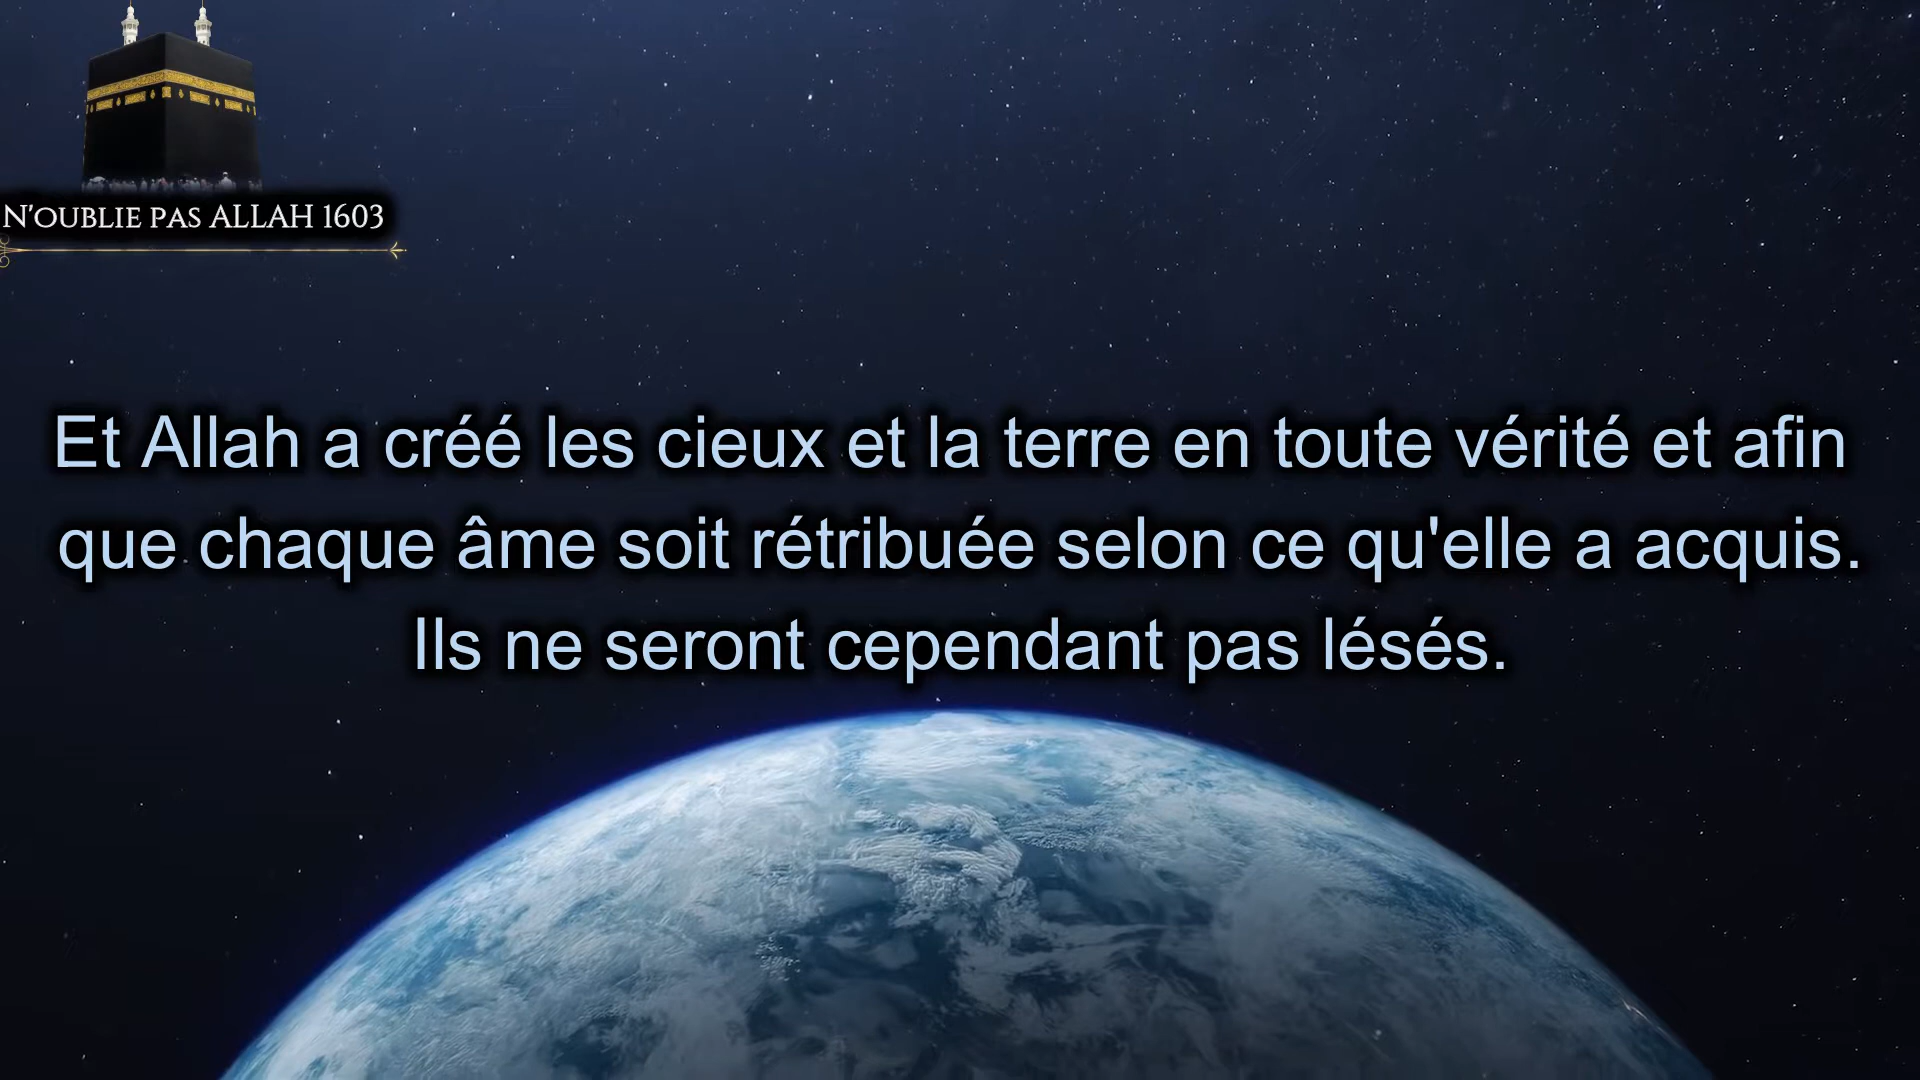 N'OUBLIE PAS ALLAH 1603
Et Allah a créé les cieux et la terre en toute vérité et afin
que chaque âme soit rétribuée selon ce qu'elle a acquis.
Ils ne seront cependant pas lésés.